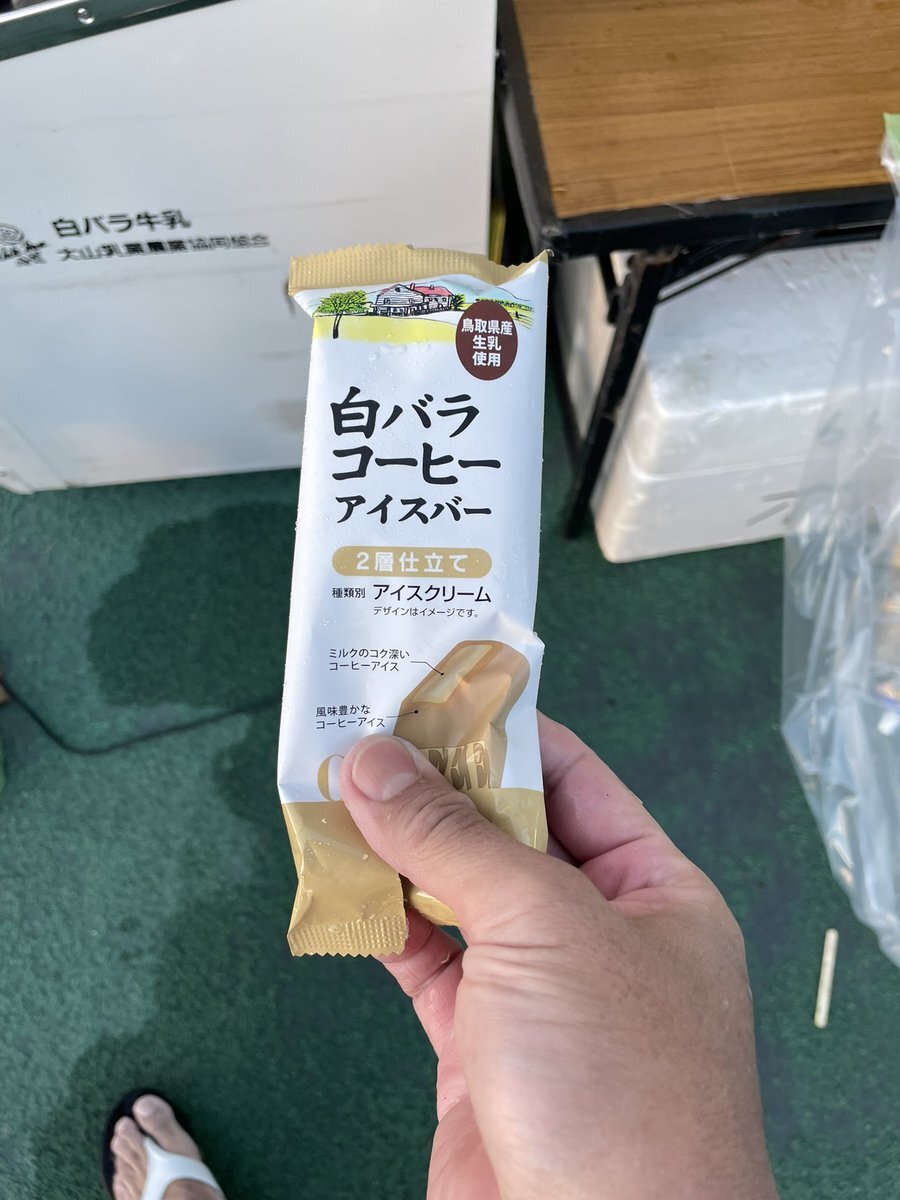 白バラ牛乳
大山乳業農業協同組合
鳥取県産
生乳
使用
白バラ
コーヒー
アイスバー
2層仕立て
種類別 アイスクリーム
デザインはイメージです。
ミルクのコク深い
コーヒーアイス
風味豊かな
コーヒーアイス